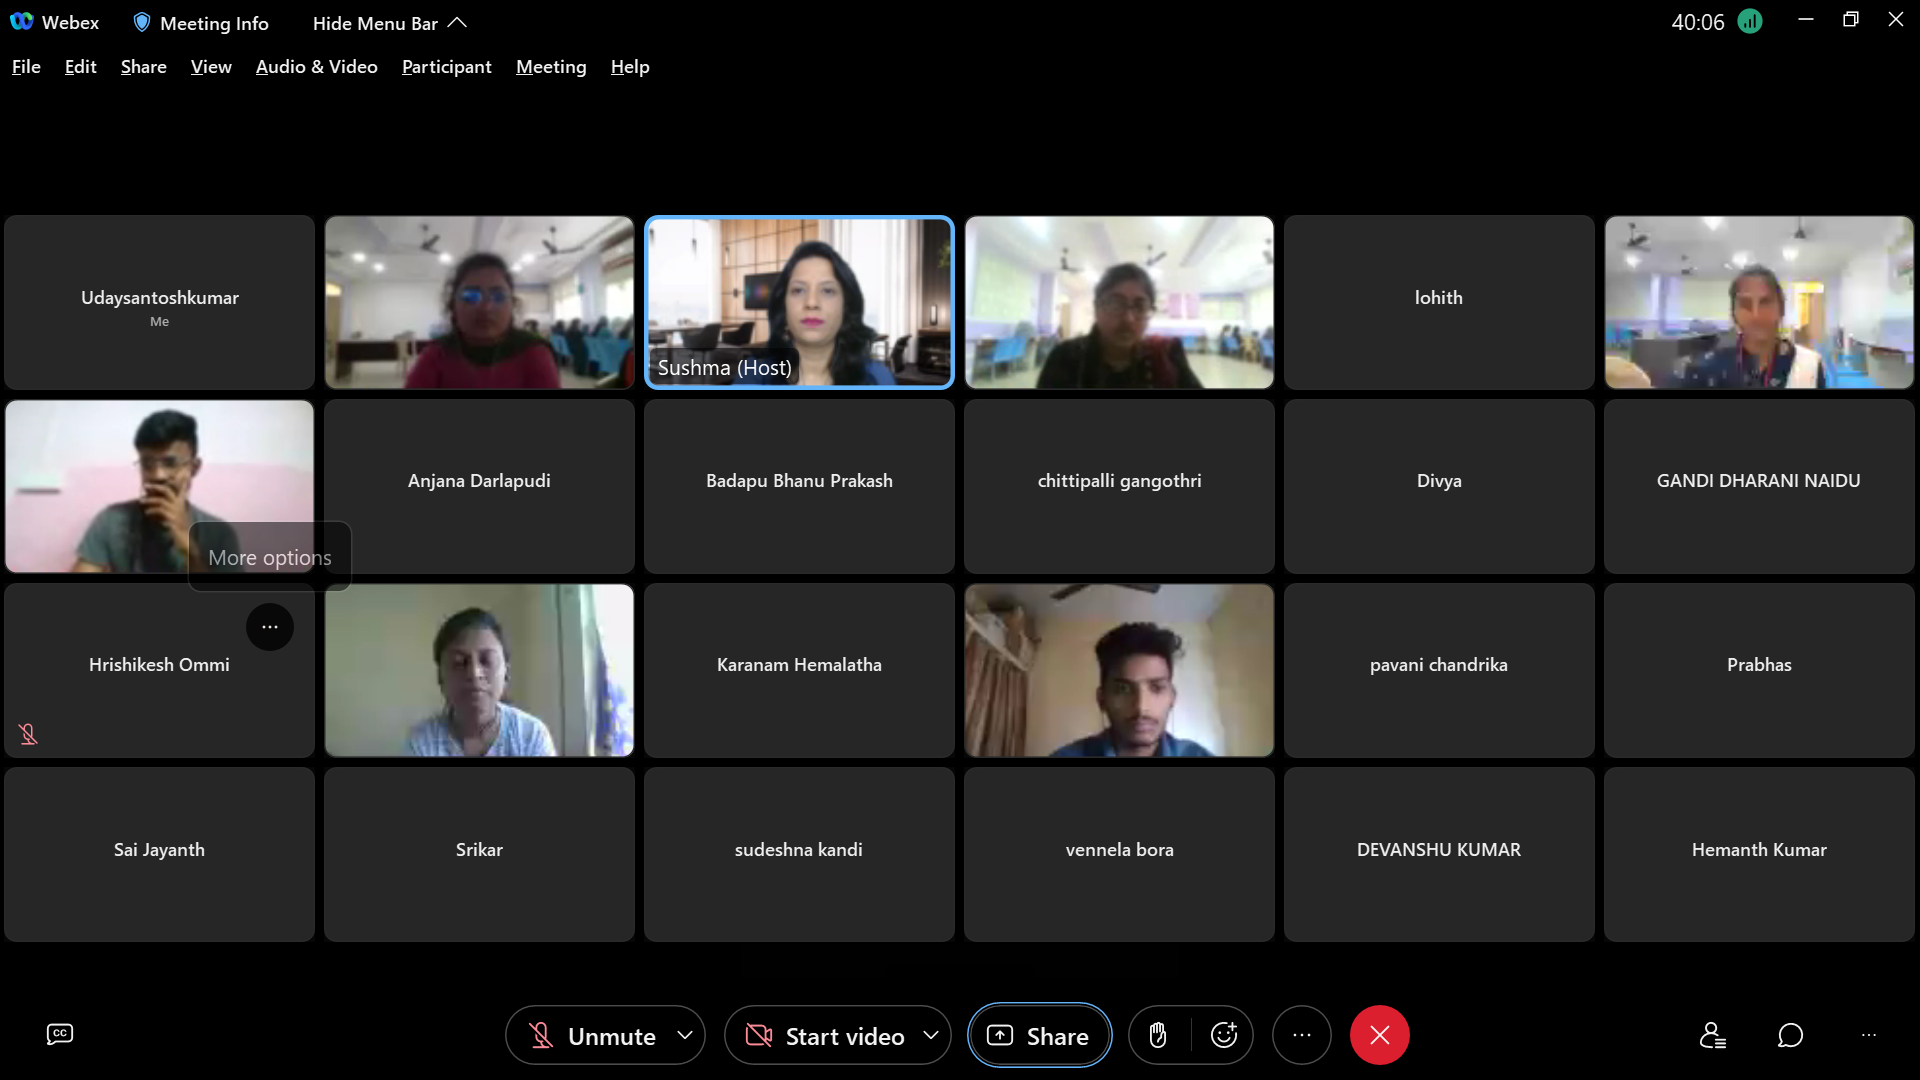 Webex
Meeting Info
Hide Menu Bar
40:06
File
Edit
Share
View
Audio & Video
Participant
Meeting
Help
Udaysantoshkumar
Me
Sushma (Host)
lohith
Anjana Darlapudi
Badapu Bhanu Prakash
chittipalli gangothri
Divya
GANDI DHARANI NAIDU
More options
Hrishikesh Ommi
Karanam Hemalatha
pavani chandrika
Prabhas
Sai Jayanth
Srikar
sudeshna kandi
vennela bora
DEVANSHU KUMAR
Hemanth Kumar
CC
Unmute
Start video
Share